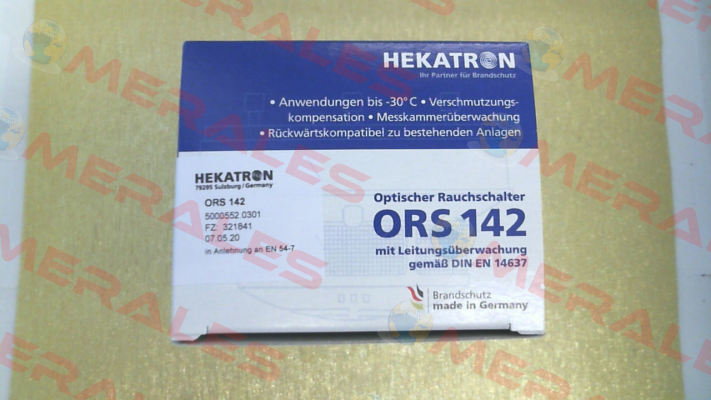 HEKATRON
Ihr Partner für Brandschutz
• Anwendungen bis -30° C • Verschmutzungs-
kompensation • Messkammerüberwachung
• Rückwärtskompatibel zu bestehenden Anlagen
HEKATRON
79295 Sulzburg / Germany
ORS 142
5000552.0301
FZ: 321841
07.05.20
in Anlehnung an EN 54-7
Optischer Rauchschalter
ORS 142
mit Leitungsüberwachung
gemäß DIN EN 14637
Brandschutz
made in Germany
MERALES